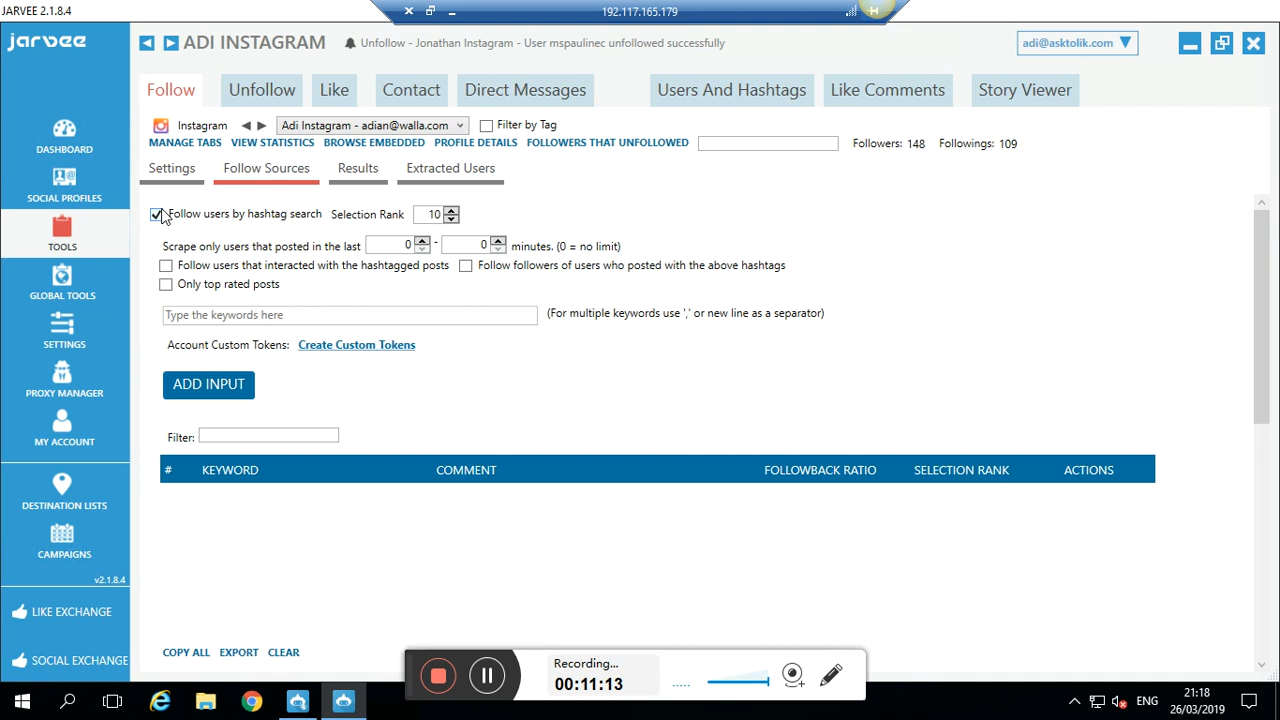 JARVEE 2.1.8.4
192.117.165.179
jarvee
ADI INSTAGRAM
Unfollow - Jonathan Instagram - User mspaulinec unfollowed successfully
adi@asktolik.com
Follow
Unfollow
Like
Contact
Direct Messages
Users And Hashtags
Like Comments
Story Viewer
Instagram
Adi Instagram - adian@walla.com
Filter by Tag
MANAGE TABS
VIEW STATISTICS
BROWSE EMBEDDED
PROFILE DETAILS
FOLLOWERS THAT UNFOLLOWED
Followers: 148
Followings: 109
Settings
Follow Sources
Results
Extracted Users
DASHBOARD
SOCIAL PROFILES
TOOLS
GLOBAL TOOLS
SETTINGS
PROXY MANAGER
MY ACCOUNT
DESTINATION LISTS
CAMPAIGNS
v2.1.8.4
LIKE EXCHANGE
SOCIAL EXCHANGE
Follow users by hashtag search
Selection Rank 10
Scrape only users that posted in the last 0 - 0 minutes. (0 = no limit)
Follow users that interacted with the hashtagged posts
Follow followers of users who posted with the above hashtags
Only top rated posts
Type the keywords here
(For multiple keywords use ',' or new line as a separator)
Account Custom Tokens: Create Custom Tokens
ADD INPUT
Filter:
# KEYWORD COMMENT FOLLOWBACK RATIO SELECTION RANK ACTIONS
COPY ALL EXPORT CLEAR
Recording...
00:11:13
ENG
21:18
26/03/2019